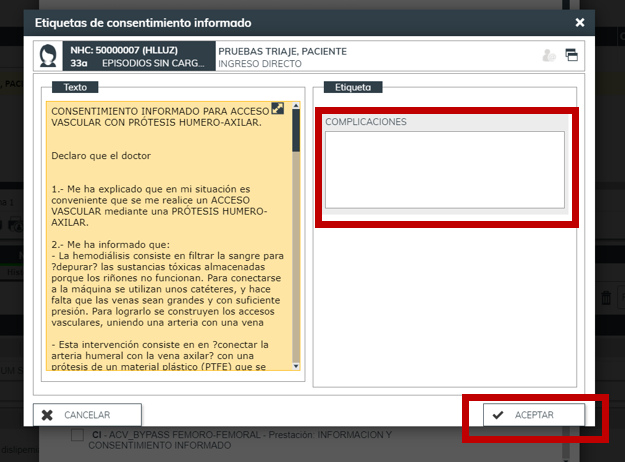 Etiquetas de consentimiento informado
NHC: 50000007 (HLLUZ)
33a EPISODIOS SIN CARG...
PRUEBAS TRIAJE, PACIENTE
INGRESO DIRECTO
Texto
CONSENTIMIENTO INFORMADO PARA ACCESO
VASCULAR CON PRÓTESIS HUMERO-AXILAR.
Declaro que el doctor
1.- Me ha explicado que en mi situación es
conveniente que se me realice un ACCESO
VASCULAR mediante una PRÓTESIS HUMERO-
AXILAR.
2.- Me ha informado que:
- La hemodiálisis consiste en filtrar la sangre para
?depurar? las sustancias tóxicas almacenadas
porque los riñones no funcionan. Para conectarse
a la máquina se utilizan unos catéteres, y hace
falta que las venas sean grandes y con suficiente
presión. Para lograrlo se construyen los accesos
vasculares, uniendo una arteria con una vena
- Esta intervención consiste en en ?conectar la
arteria humeral con la vena axilar? con una
prótesis de un material plástico (PTFE) que se
Etiqueta
COMPLICACIONES
CANCELAR
ACEPTAR
CI - ACV_BYPASS FEMORO-FEMORAL - Prestación: INFORMACION Y
CONSENTIMIENTO INFORMADO